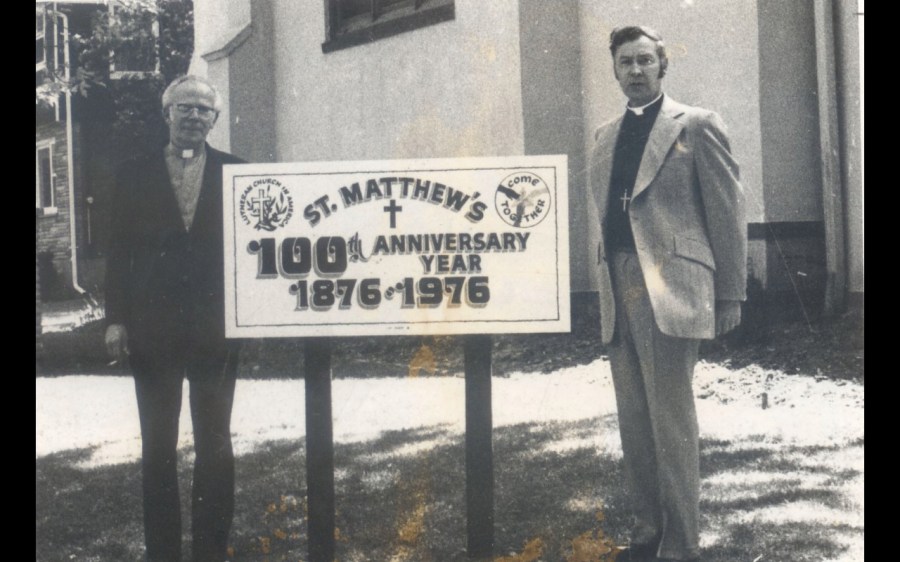 LUTHERAN CHURCH IN AMERICA
ST. MATTHEW'S
come
TOGETHER
100th ANNIVERSARY
YEAR
1876-1976